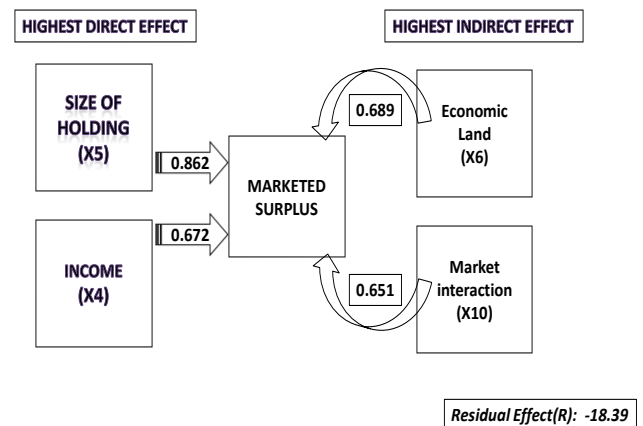 HIGHEST DIRECT EFFECT
HIGHEST INDIRECT EFFECT
SIZE OF
HOLDING
(X5)
0.862
INCOME
(X4)
0.672
MARKETED
SURPLUS
0.689
Economic
Land
(X6)
0.651
Market
interaction
(X10)
Residual Effect(R): -18.39